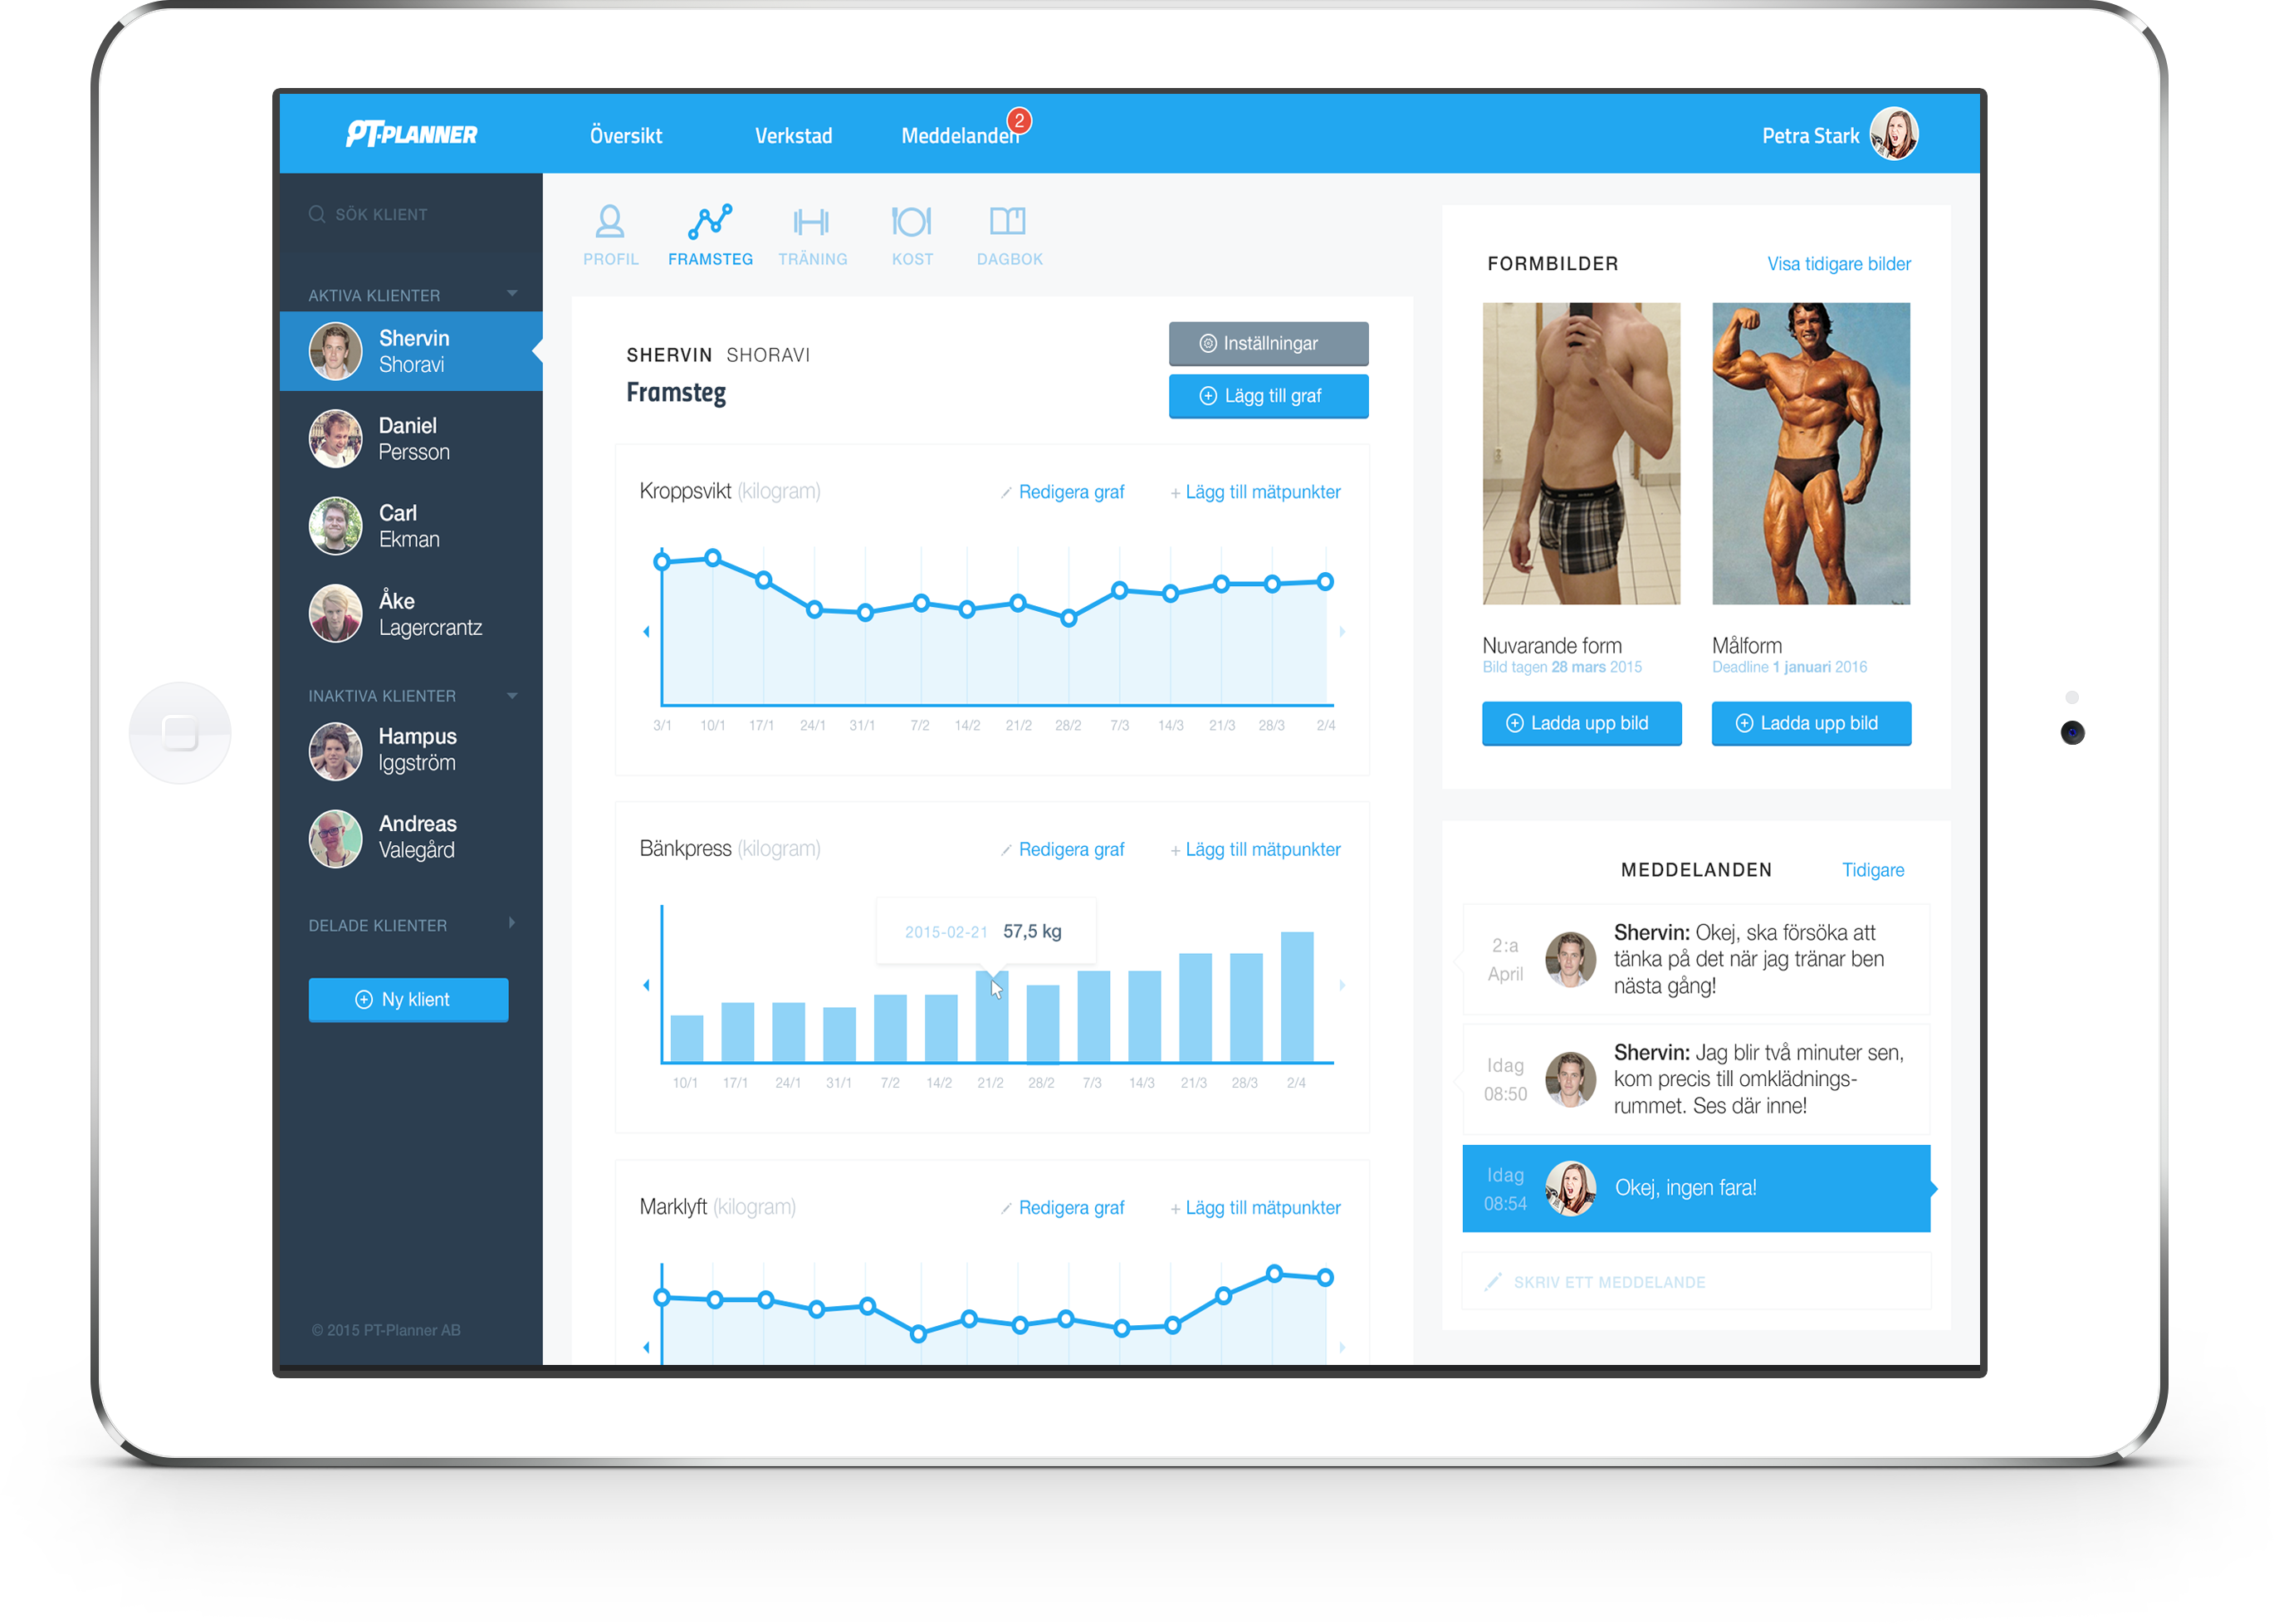 PT-PLANNER
Översikt
Verkstad
Meddelanden
2
Petra Stark
SÖK KLIENT
AKTIVA KLIENTER
Shervin
Shoravi
Daniel
Persson
Carl
Ekman
Åke
Lagercrantz
INAKTIVA KLIENTER
Hampus
Iggström
Andreas
Valegård
DELADE KLIENTER
Ny klient
© 2015 PT-Planner AB
PROFIL
FRAMSTEG
TRÄNING
KOST
DAGBOK
SHERVIN SHORAVI
Framsteg
Inställningar
Lägg till graf
Kroppsvikt (kilogram)
Redigera graf
+ Lägg till mätpunkter
3/1 10/1 17/1 24/1 31/1 7/2 14/2 21/2 28/2 7/3 14/3 21/3 28/3 2/4
Bänkpress (kilogram)
Redigera graf
+ Lägg till mätpunkter
2015-02-21 57,5 kg
10/1 17/1 24/1 31/1 7/2 14/2 21/2 28/2 7/3 14/3 21/3 28/3 2/4
Marklyft (kilogram)
Redigera graf
+ Lägg till mätpunkter
FORMBILDER
Visa tidigare bilder
Nuvarande form
Bild tagen 28 mars 2015
Ladda upp bild
Målform
Deadline 1 januari 2016
Ladda upp bild
MEDDELANDEN
Tidigare
2:a
April
Shervin: Okej, ska försöka att
tänka på det när jag tränar ben
nästa gång!
Idag
08:50
Shervin: Jag blir två minuter sen,
kom precis till omklädnings-
rummet. Ses där inne!
Idag
08:54
Okej, ingen fara!
SKRIV ETT MEDDELANDE